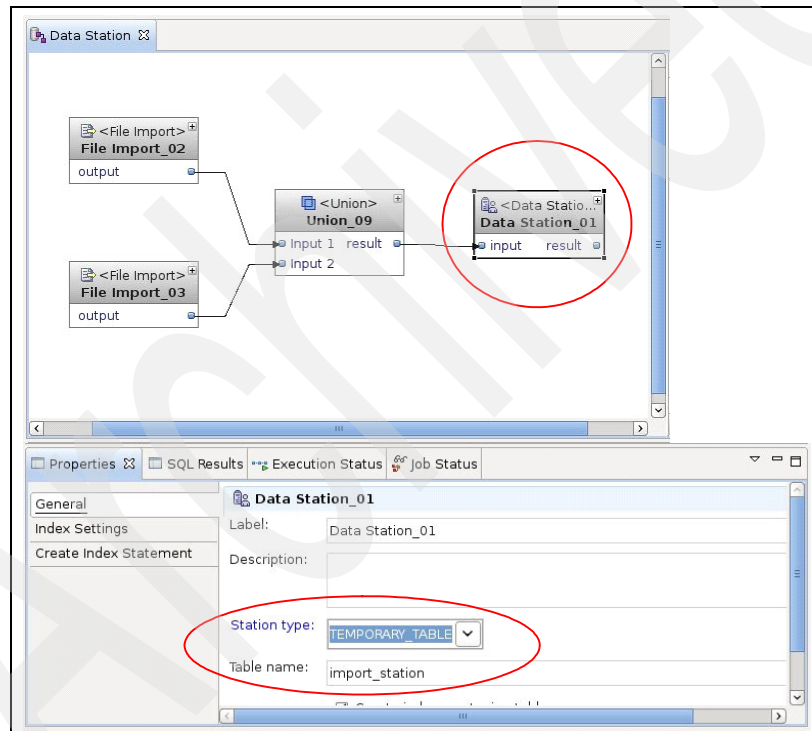 Data Station
<File Import>
File Import_02
output
<Union>
Union_09
Input 1 result
Input 2
<Data Statio...
Data Station_01
input result
<File Import>
File Import_03
output
Properties SQL Results Execution Status Job Status
General
Index Settings
Create Index Statement
Data Station_01
Label: Data Station_01
Description:
Station type: TEMPORARY_TABLE
Table name: import_station